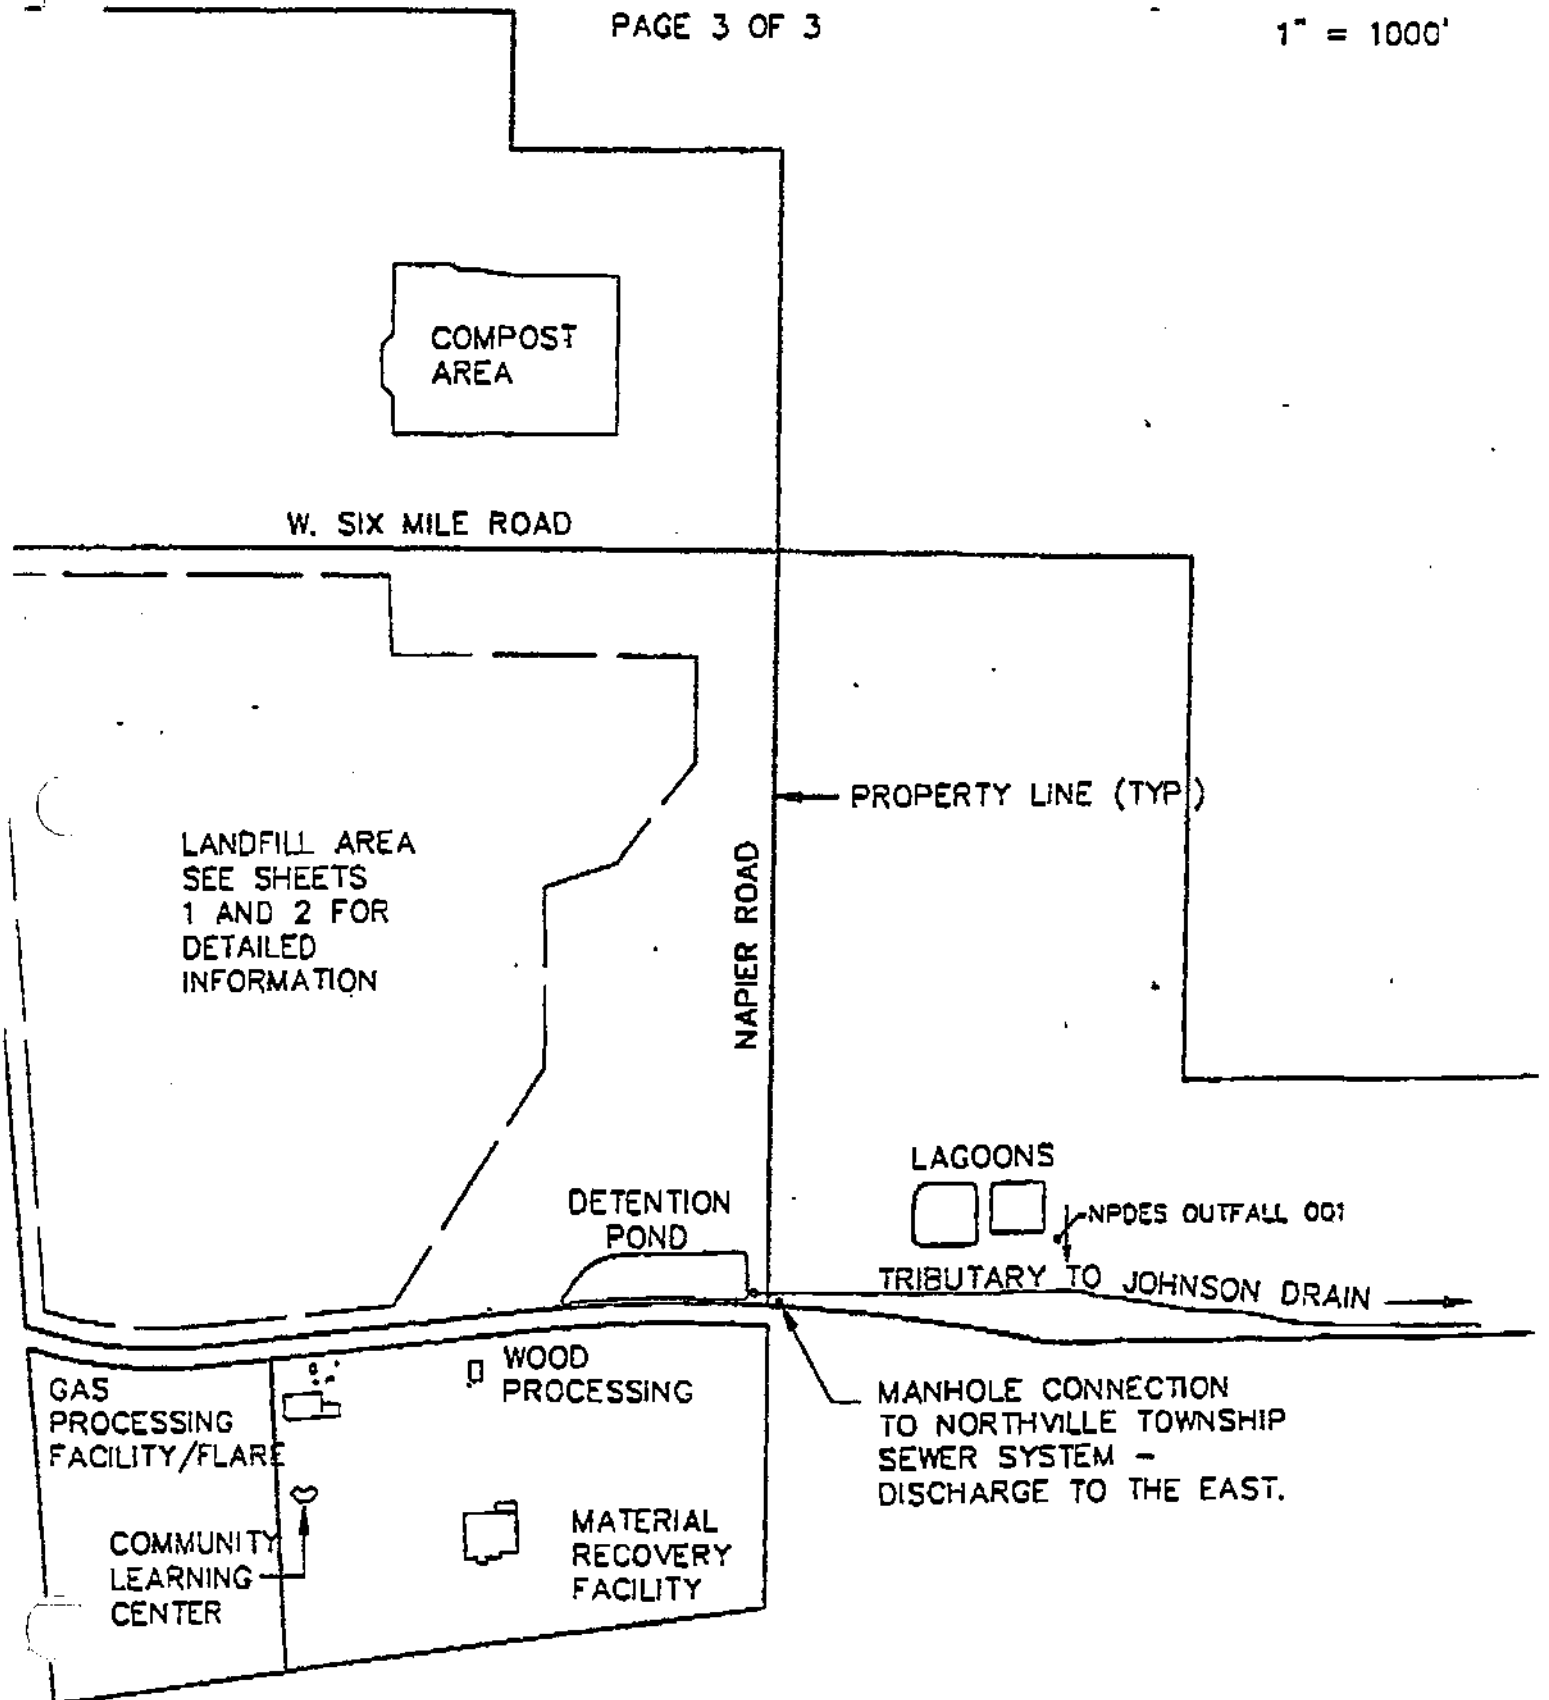 PAGE 3 OF 3
1" = 1000'
COMPOST
AREA
W. SIX MILE ROAD
PROPERTY LINE (TYP.)
LANDFILL AREA
SEE SHEETS
1 AND 2 FOR
DETAILED
INFORMATION
NAPIER ROAD
LAGOONS
DETENTION
POND
NPDES OUTFALL 001
TRIBUTARY TO JOHNSON DRAIN
WOOD
PROCESSING
GAS
PROCESSING
FACILITY/FLARE
MANHOLE CONNECTION
TO NORTHVILLE TOWNSHIP
SEWER SYSTEM -
DISCHARGE TO THE EAST.
COMMUNITY
LEARNING
CENTER
MATERIAL
RECOVERY
FACILITY